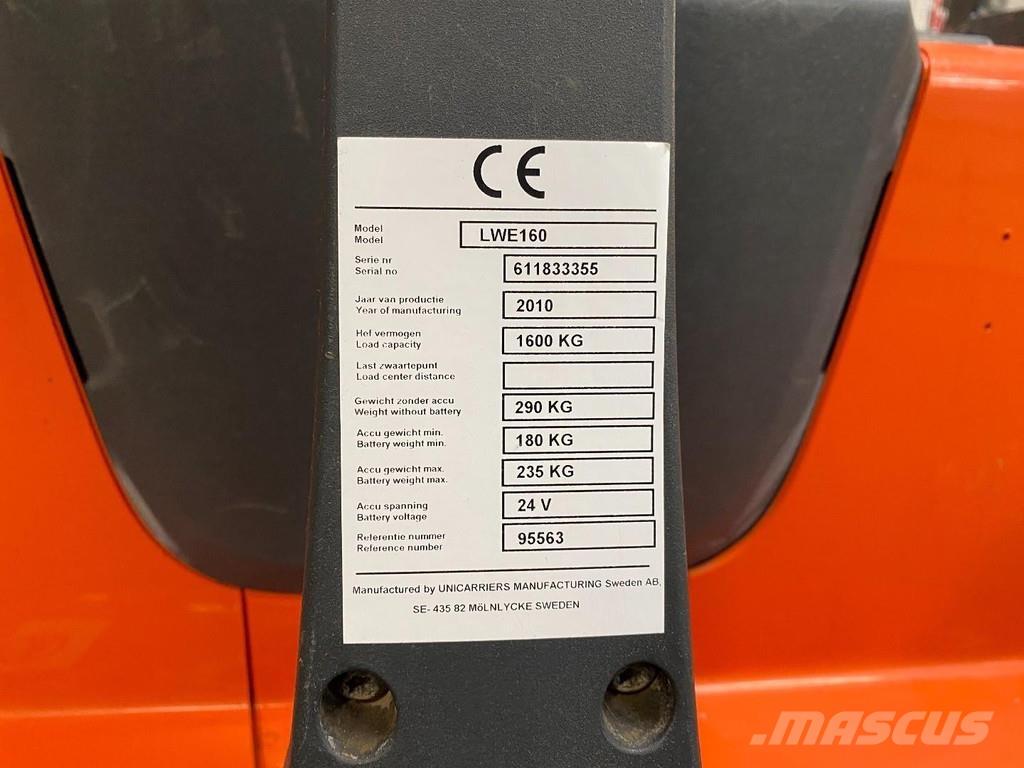 CE
Model
Model
LWE160
Serie nr
Serial no
611833355
Jaar van productie
Year of manufacturing
2010
Hef vermogen
Load capacity
1600 KG
Last zwaartepunt
Load center distance
Gewicht zonder accu
Weight without battery
290 KG
Accu gewicht min.
Battery weight min.
180 KG
Accu gewicht max.
Battery weight max.
235 KG
Accu spanning
Battery voltage
24 V
Referentie nummer
Reference number
95563
Manufactured by UNICARRIERS MANUFACTURING Sweden AB,
SE- 435 82 MöLNLYCKE SWEDEN
MASCUS